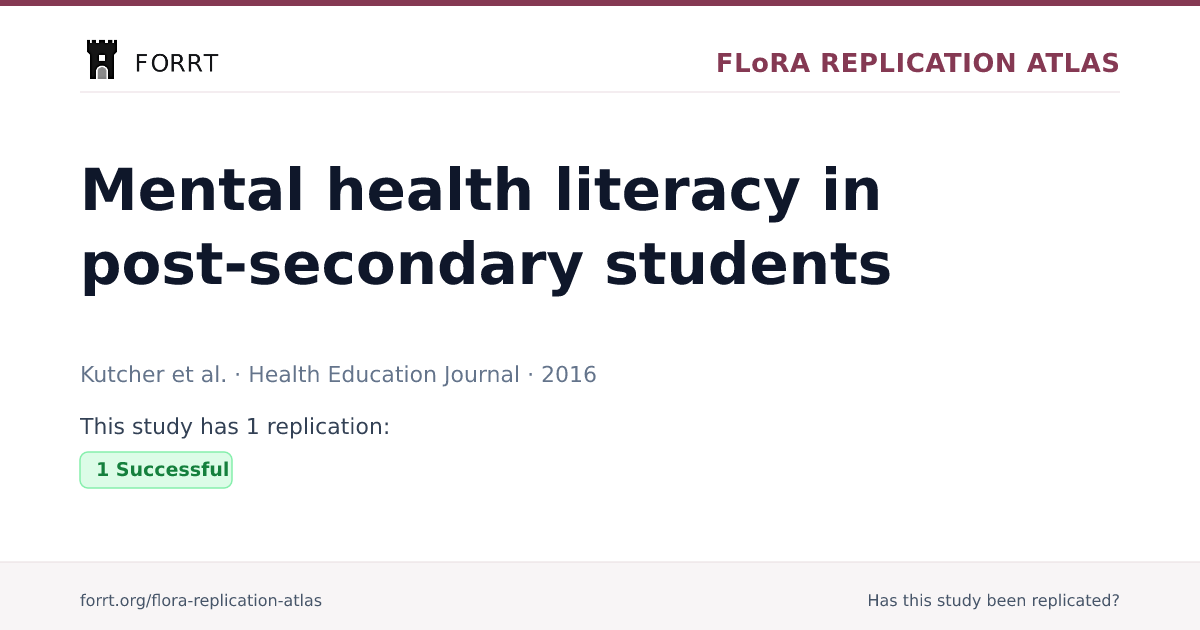 FORRT
FLoRA REPLICATION ATLAS
Mental health literacy in
post-secondary students
Kutcher et al. · Health Education Journal · 2016
This study has 1 replication:
1 Successful
forrt.org/flora-replication-atlas
Has this study been replicated?